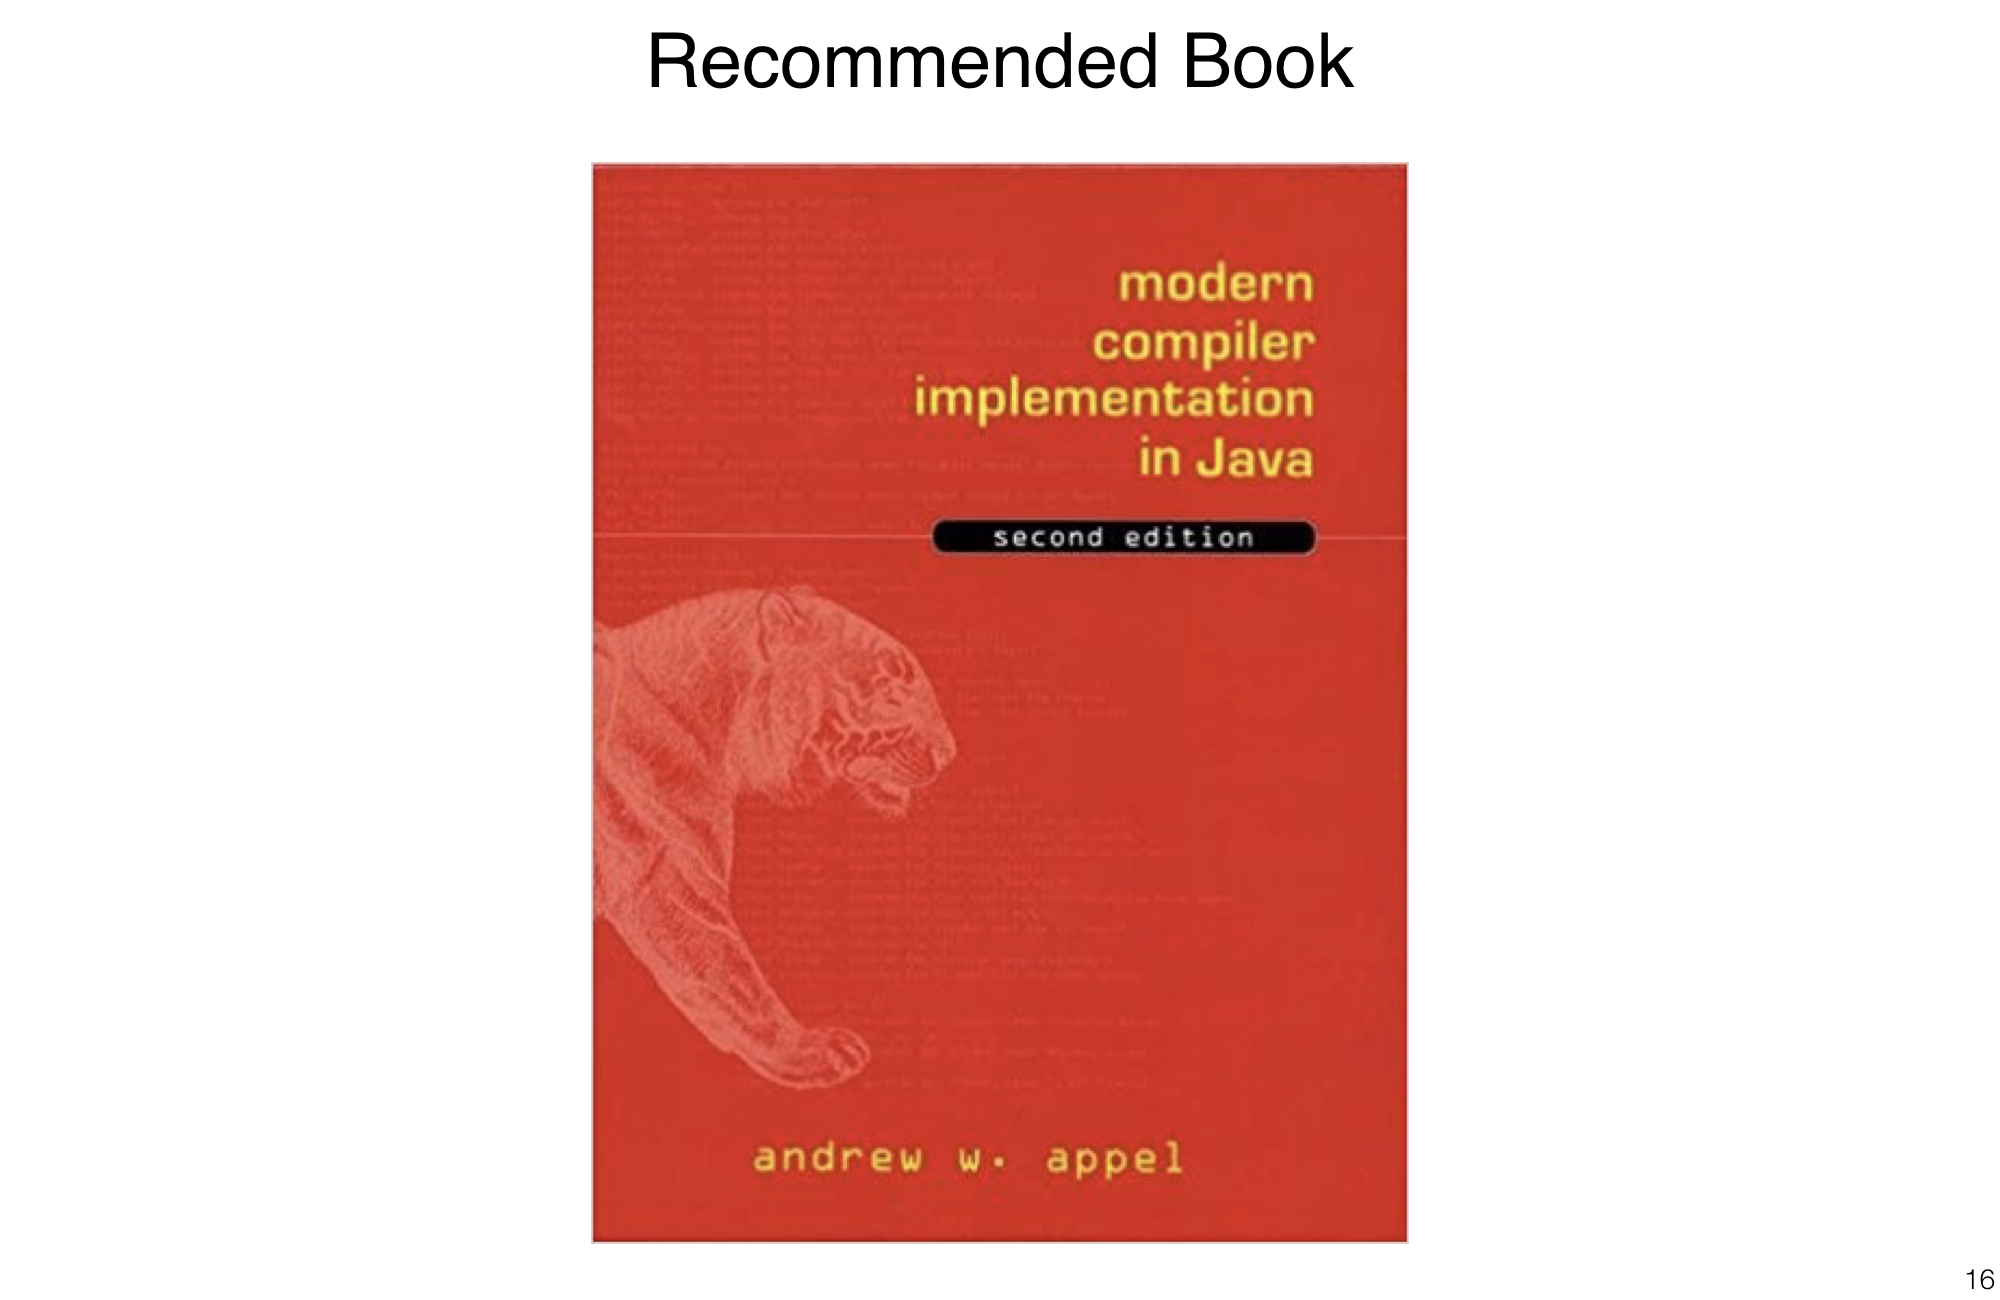 Recommended Book
modern
compiler
implementation
in Java
second edition
andrew w. appel
16